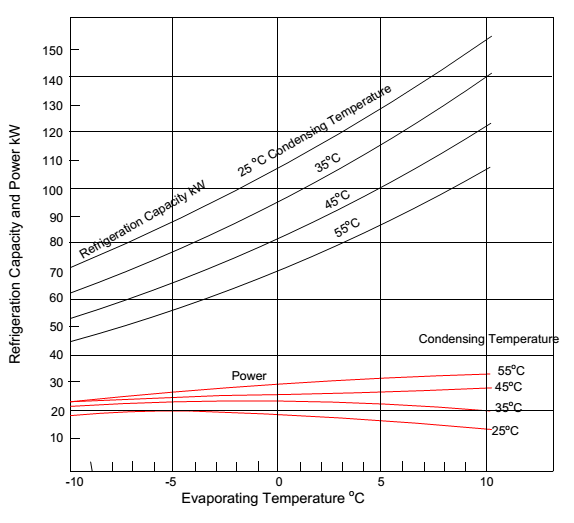 150
140
130
120
110
100
90
80
70
60
50
40
30
20
10
Refrigeration Capacity and Power kW
Refrigeration Capacity kW
25 °C Condensing Temperature
35°C
45°C
55°C
Condensing Temperature
Power
55°C
45°C
35°C
25°C
-10 -5 0 5 10
Evaporating Temperature °C